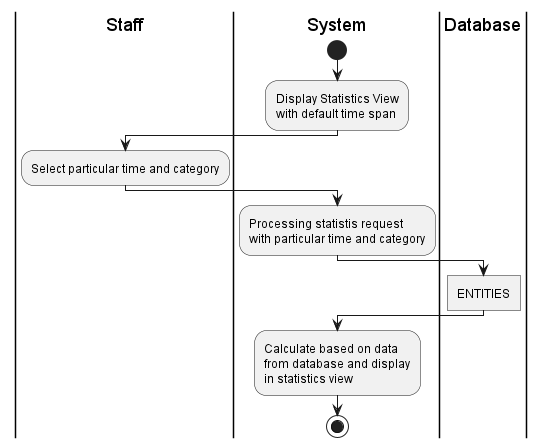 Staff
System
Database
Display Statistics View
with default time span
Select particular time and category
Processing statistis request
with particular time and category
ENTITIES
Calculate based on data
from database and display
in statistics view